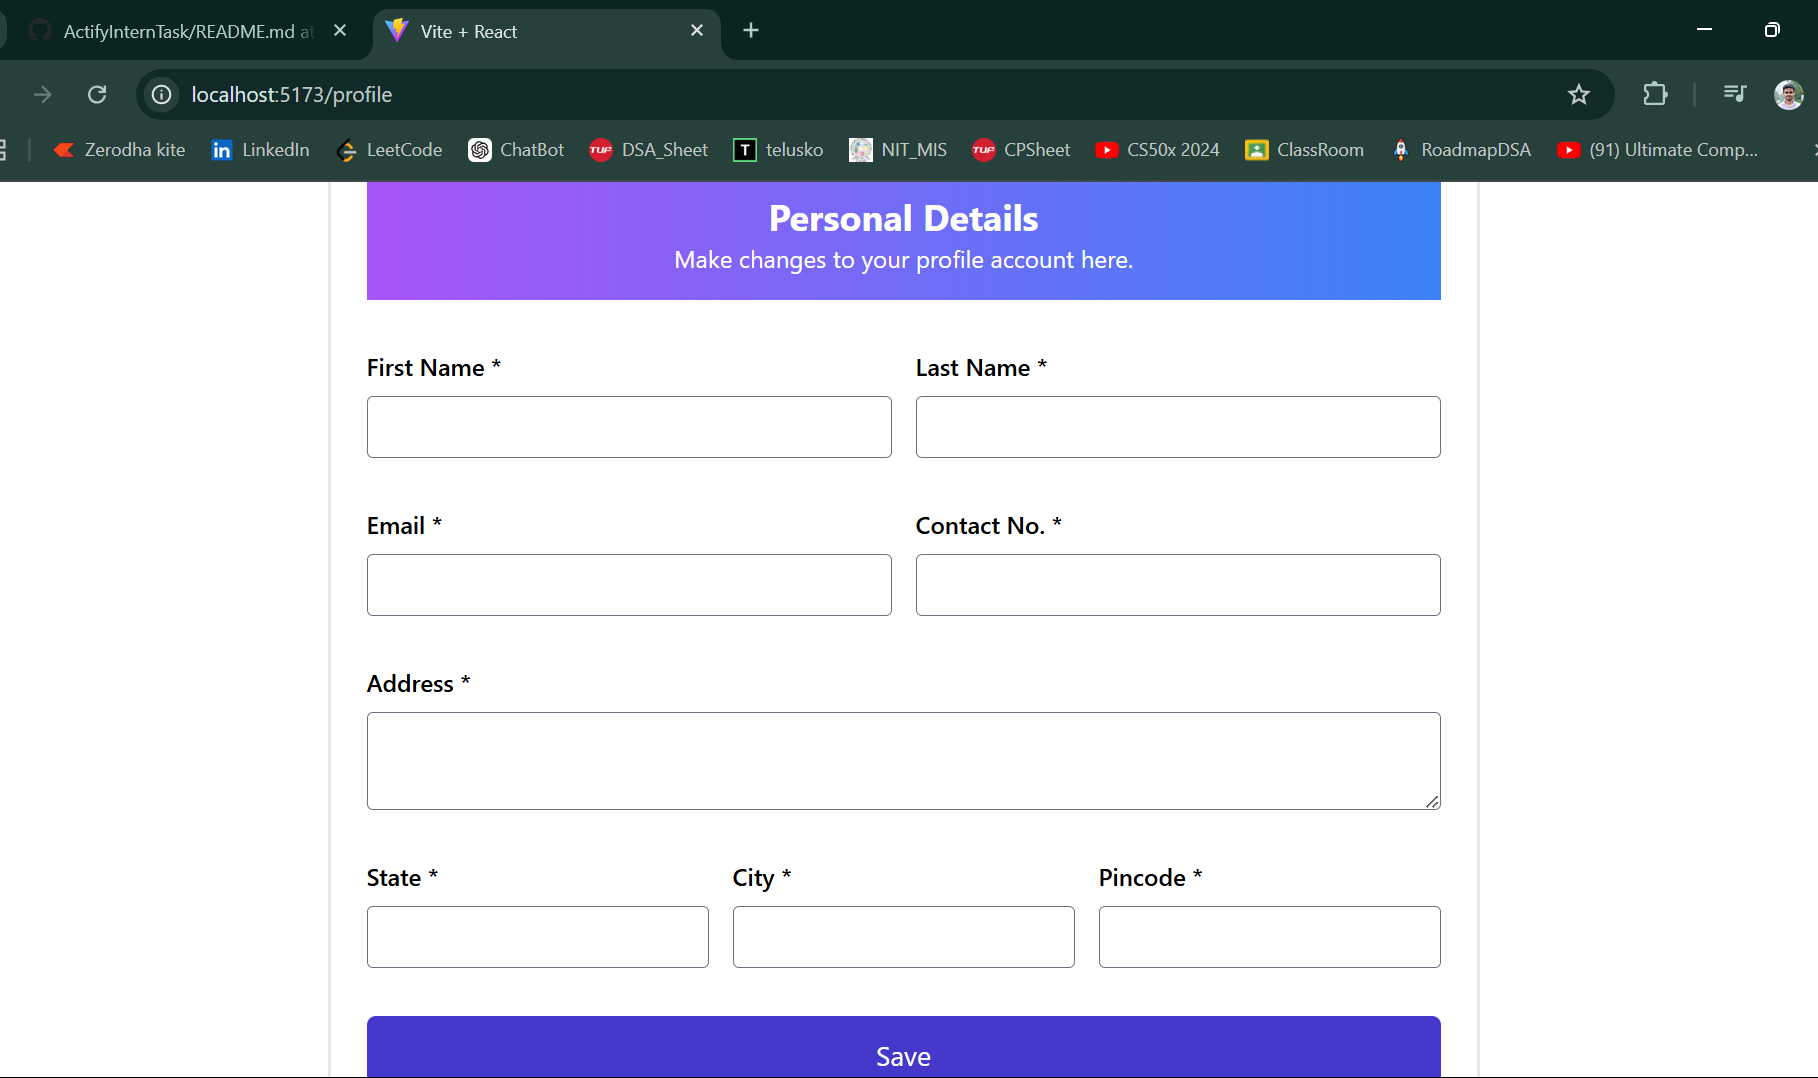 ActifyInternTask/README.md at
Vite + React
localhost:5173/profile
Zerodha kite LinkedIn LeetCode ChatBot TUF DSA_Sheet T telusko NIT_MIS TUF CPSheet CS50x 2024 ClassRoom RoadmapDSA (91) Ultimate Comp...
Personal Details
Make changes to your profile account here.
First Name * Last Name *
Email * Contact No. *
Address *
State * City * Pincode *
Save